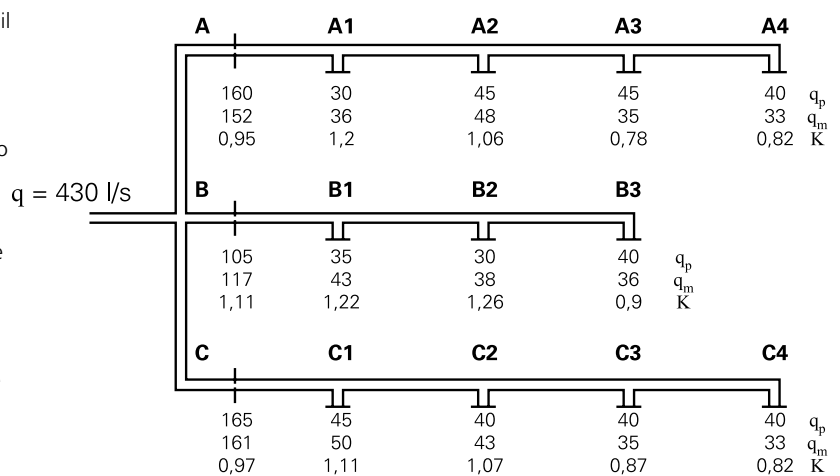 il
A A1 A2 A3 A4
160 30 45 45 40 qp
152 36 48 35 33 qm
0,95 1,2 1,06 0,78 0,82 K
o
q = 430 l/s
B B1 B2 B3
e
105 35 30 40 qp
117 43 38 36 qm
1,11 1,22 1,26 0,9 K
C C1 C2 C3 C4
165 45 40 40 40 qp
161 50 43 35 33 qm
0,97 1,11 1,07 0,87 0,82 K